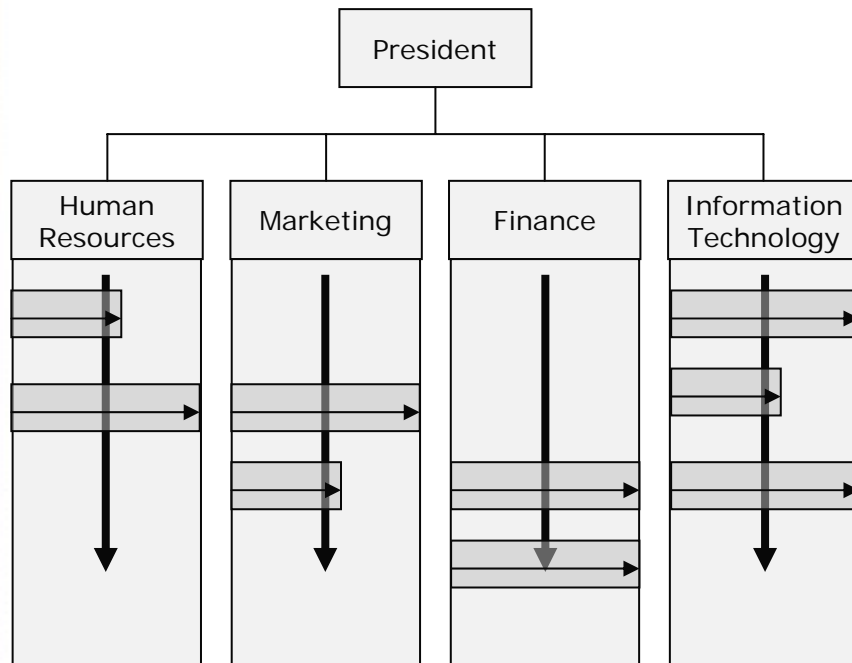 President
Human
Resources
Marketing
Finance
Information
Technology